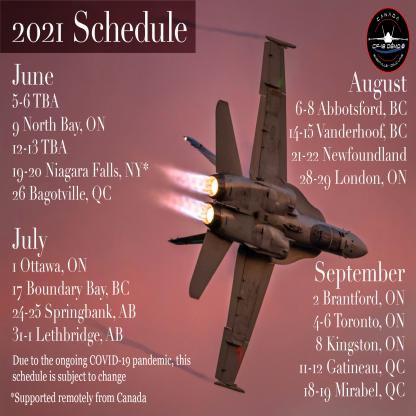 2021 Schedule
CANADA
CF-18 DEMO
June
5-6 TBA
9 North Bay, ON
12-13 TBA
19-20 Niagara Falls, NY*
26 Bagotville, QC
July
1 Ottawa, ON
17 Boundary Bay, BC
24-25 Springbank, AB
31-1 Lethbridge, AB
Due to the ongoing COVID-19 pandemic, this
schedule is subject to change
*Supported remotely from Canada
August
6-8 Abbotsford, BC
14-15 Vanderhoof, BC
21-22 Newfoundland
28-29 London, ON
September
2 Brantford, ON
4-6 Toronto, ON
8 Kingston, ON
11-12 Gatineau, QC
18-19 Mirabel, QC